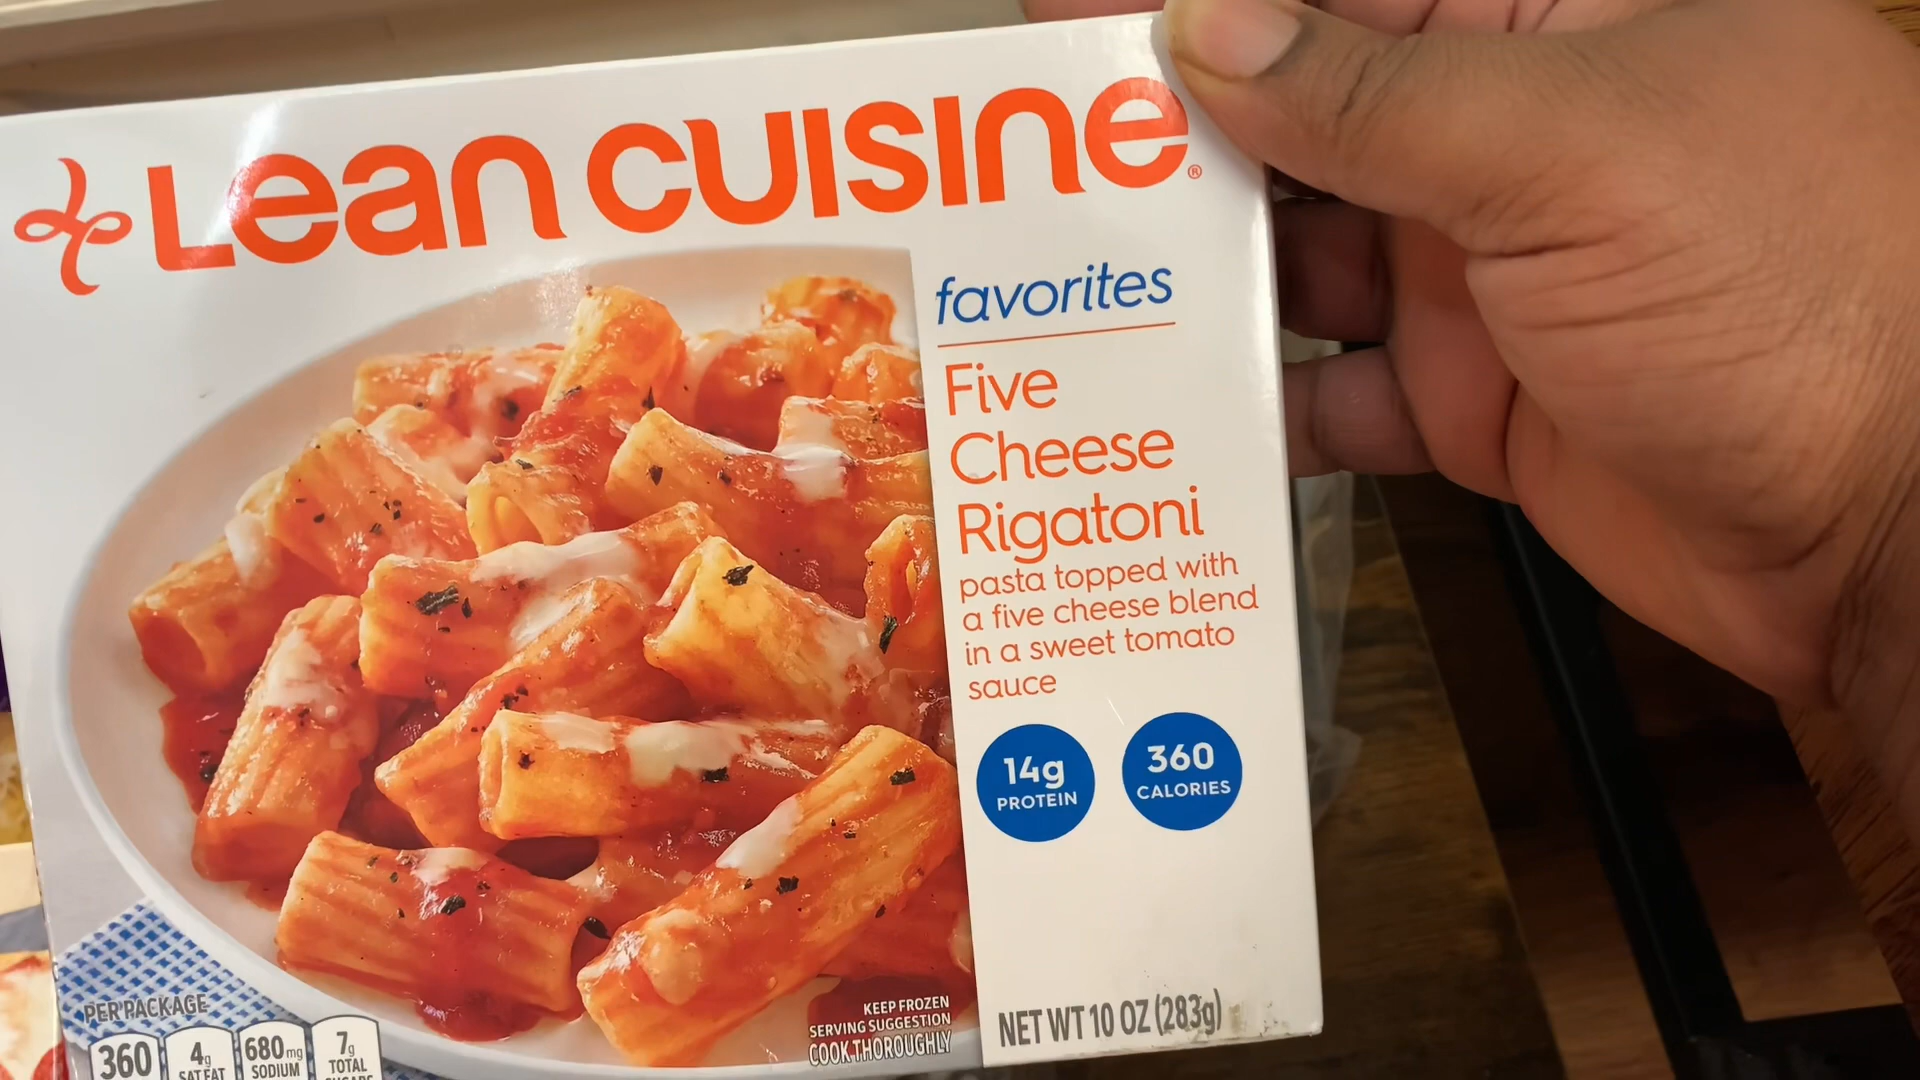 Lean cuisine®
favorites
Five
Cheese
Rigatoni
pasta topped with
a five cheese blend
in a sweet tomato
sauce
14g
PROTEIN
360
CALORIES
PER PACKAGE
360
4g
SAT FAT
680mg
SODIUM
7g
TOTAL
SUGARS
KEEP FROZEN
SERVING SUGGESTION
COOK THOROUGHLY
NET WT 10 OZ (283g)